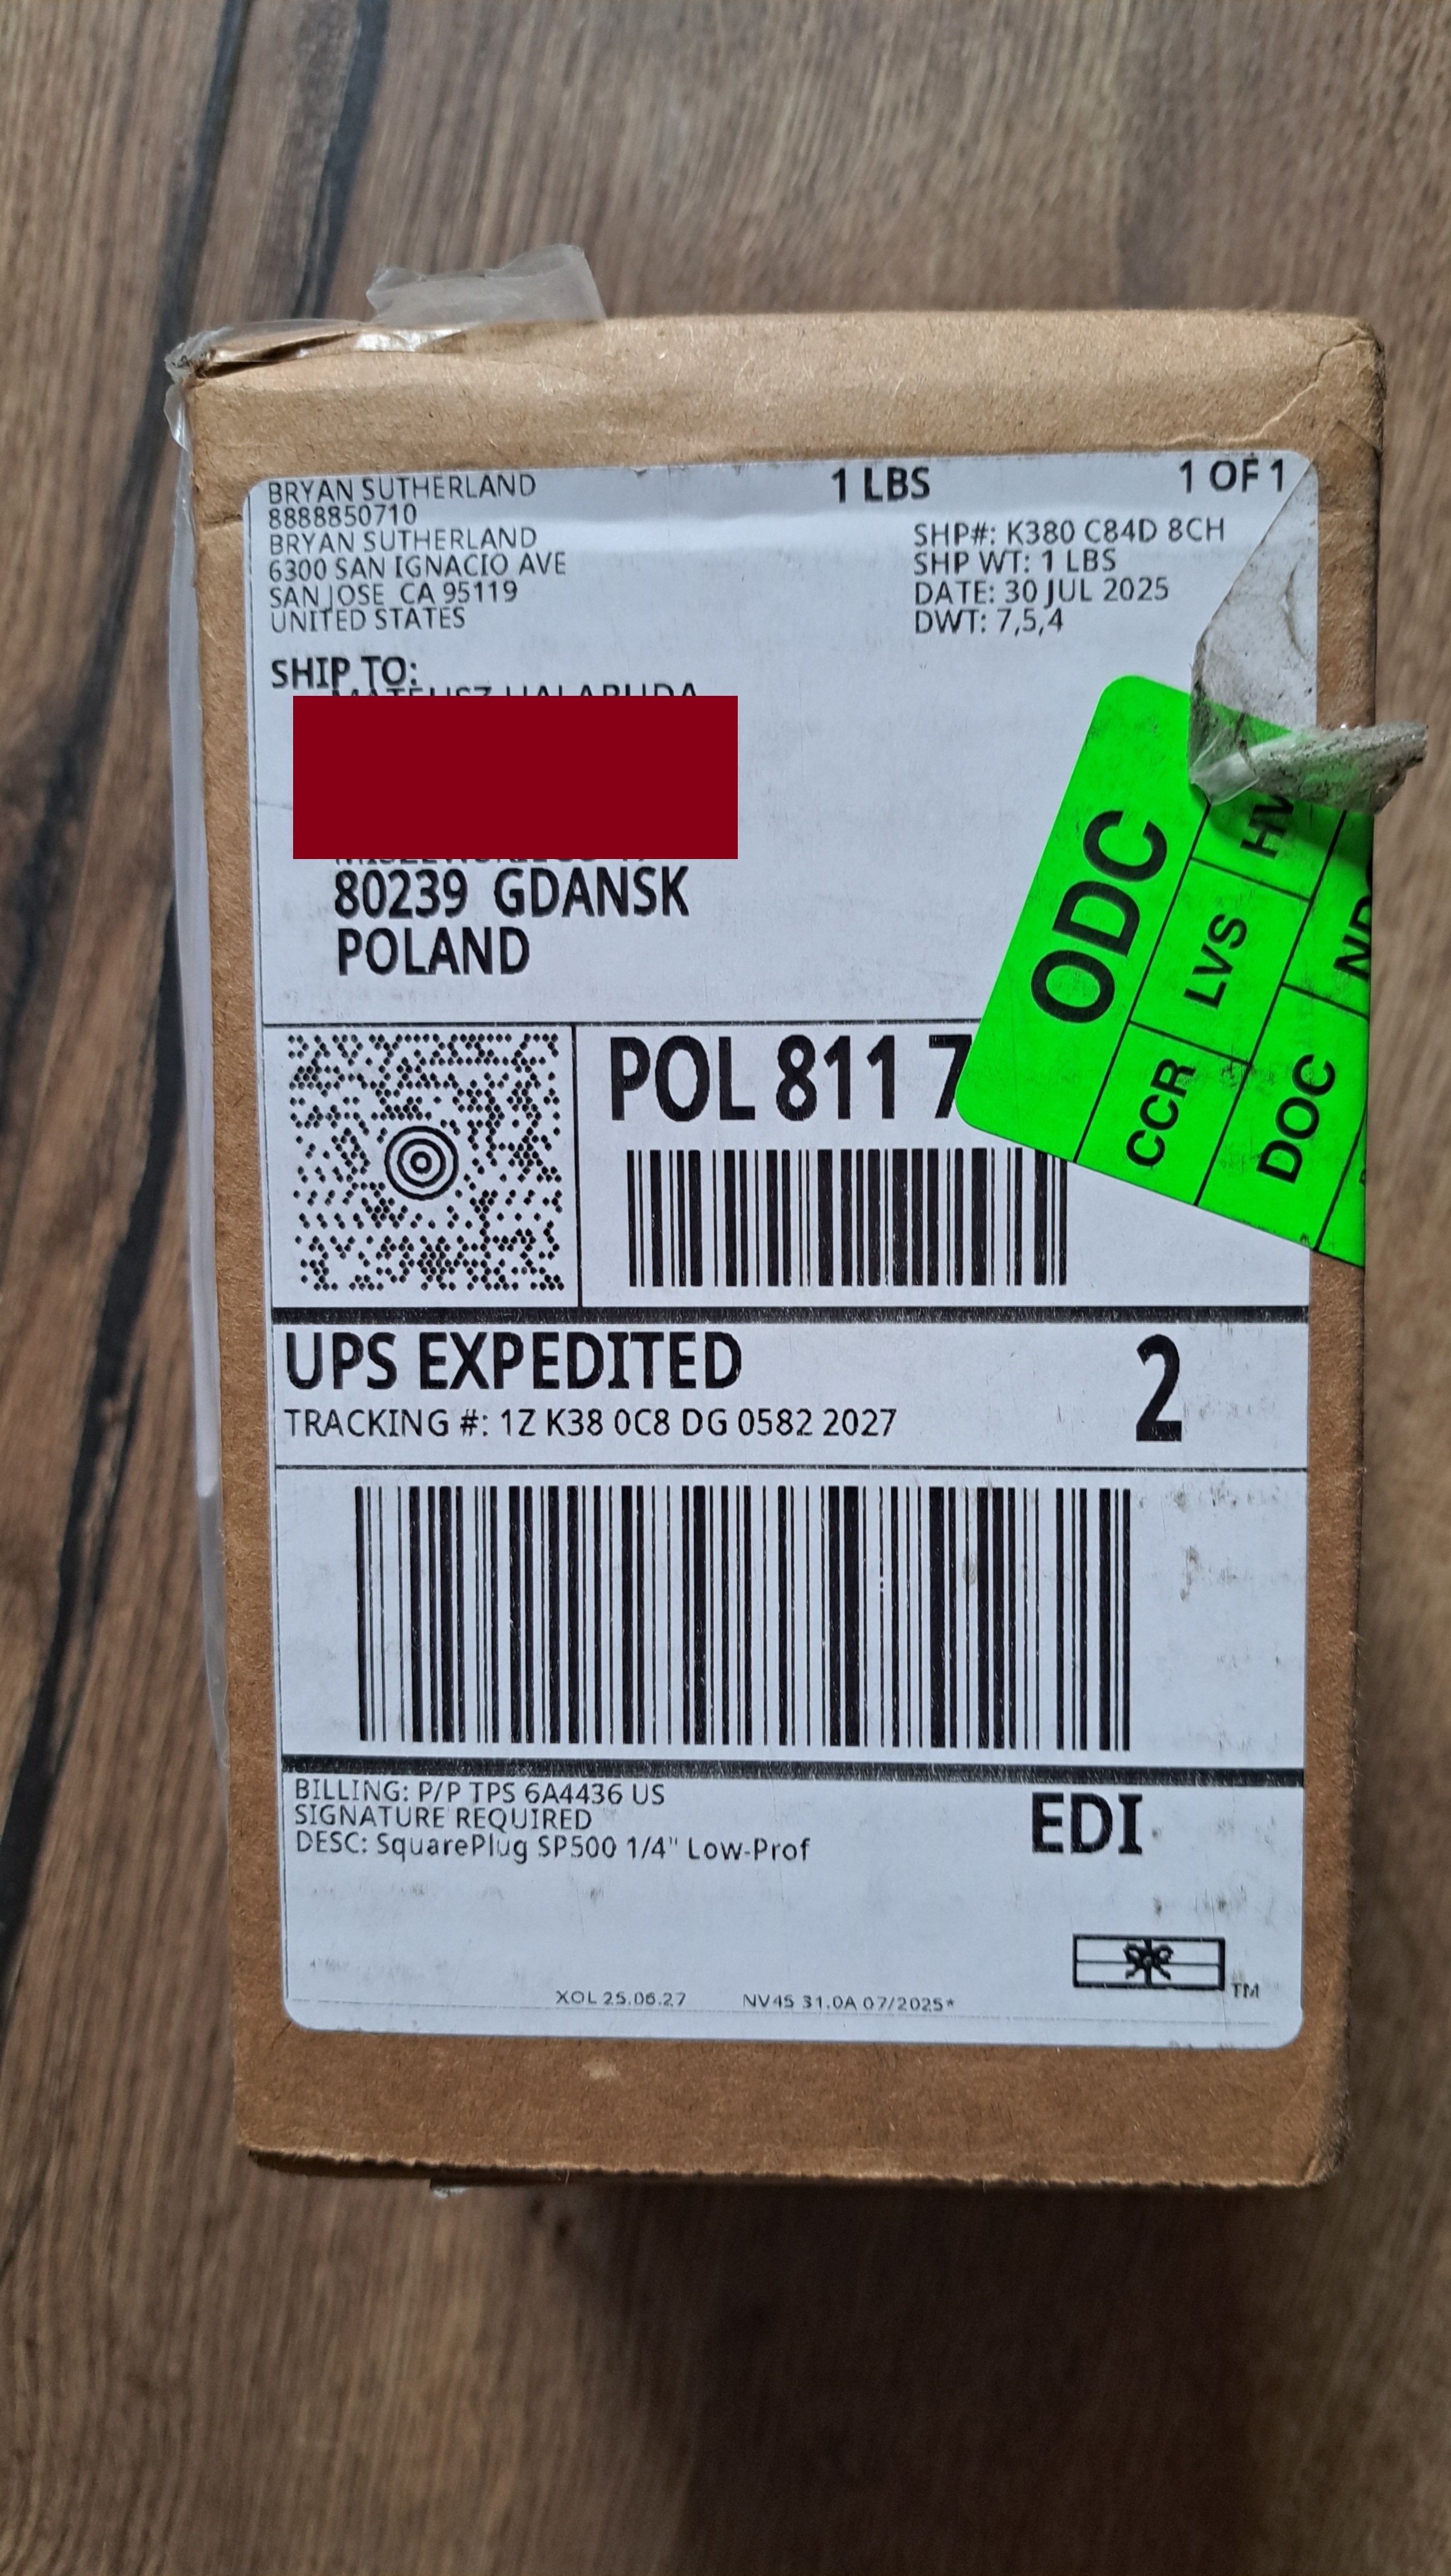 BRYAN SUTHERLAND
8888850710
BRYAN SUTHERLAND
6300 SAN IGNACIO AVE
SAN JOSE CA 95119
UNITED STATES
1 LBS
1 OF 1
SHP#: K380 C84D 8CH
SHP WT: 1 LBS
DATE: 30 JUL 2025
DWT: 7,5,4
SHIP TO:
80239 GDANSK
POLAND
ODC
LVS
CCR
DOC
POL 811 7
UPS EXPEDITED
2
TRACKING #: 1Z K38 0C8 DG 0582 2027
BILLING: P/P TPS 6A4436 US
SIGNATURE REQUIRED
DESC: SquarePlug SP500 1/4" Low-Prof
EDI
TM
XOL 25.06.27 NV45 31.0A 07/2025*